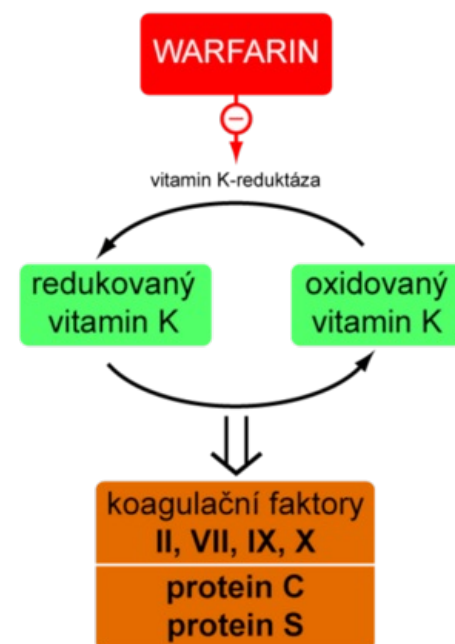 WARFARIN
−
vitamin K-reduktáza
redukovaný
vitamin K
oxidovaný
vitamin K
koagulační faktory
II, VII, IX, X
protein C
protein S